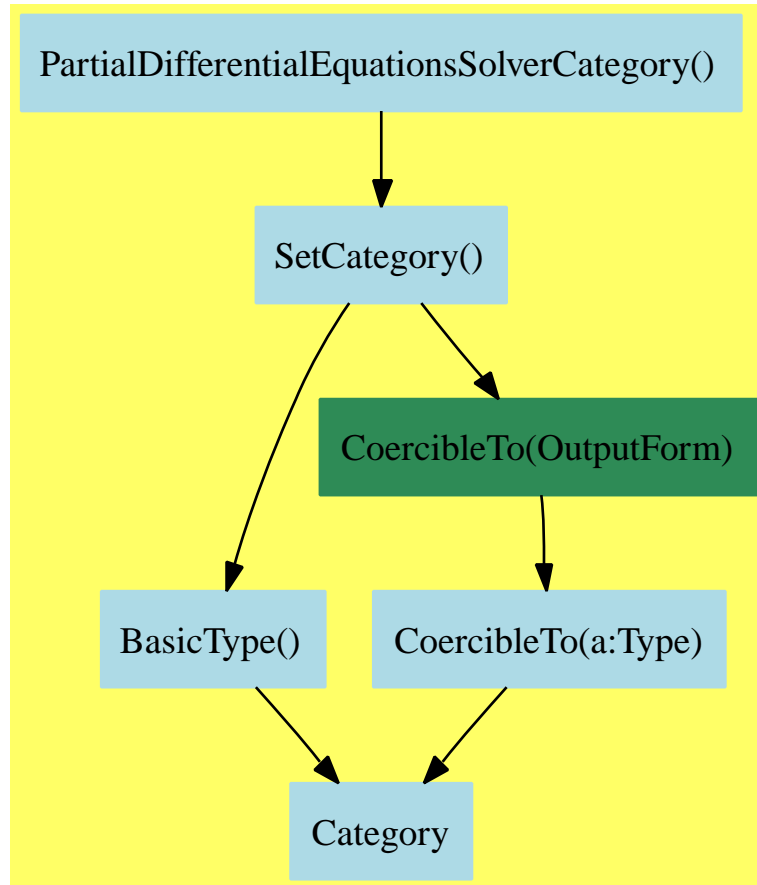 PartialDifferentialEquationsSolverCategory()
SetCategory()
CoercibleTo(OutputForm)
BasicType()
CoercibleTo(a:Type)
Category